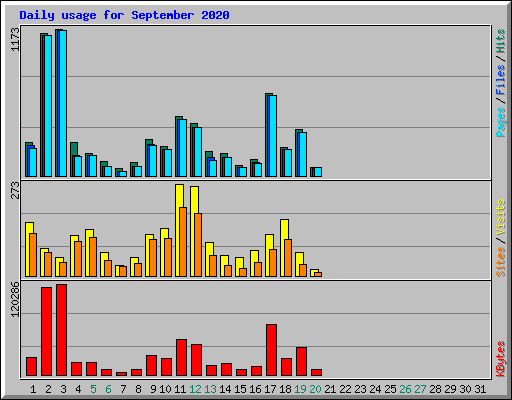 Daily usage for September 2020
1173
Pages / Files / Hits
273
Sites / Visits
120286
KBytes
1 2 3 4 5 6 7 8 9 10 11 12 13 14 15 16 17 18 19 20 21 22 23 24 25 26 27 28 29 30 31